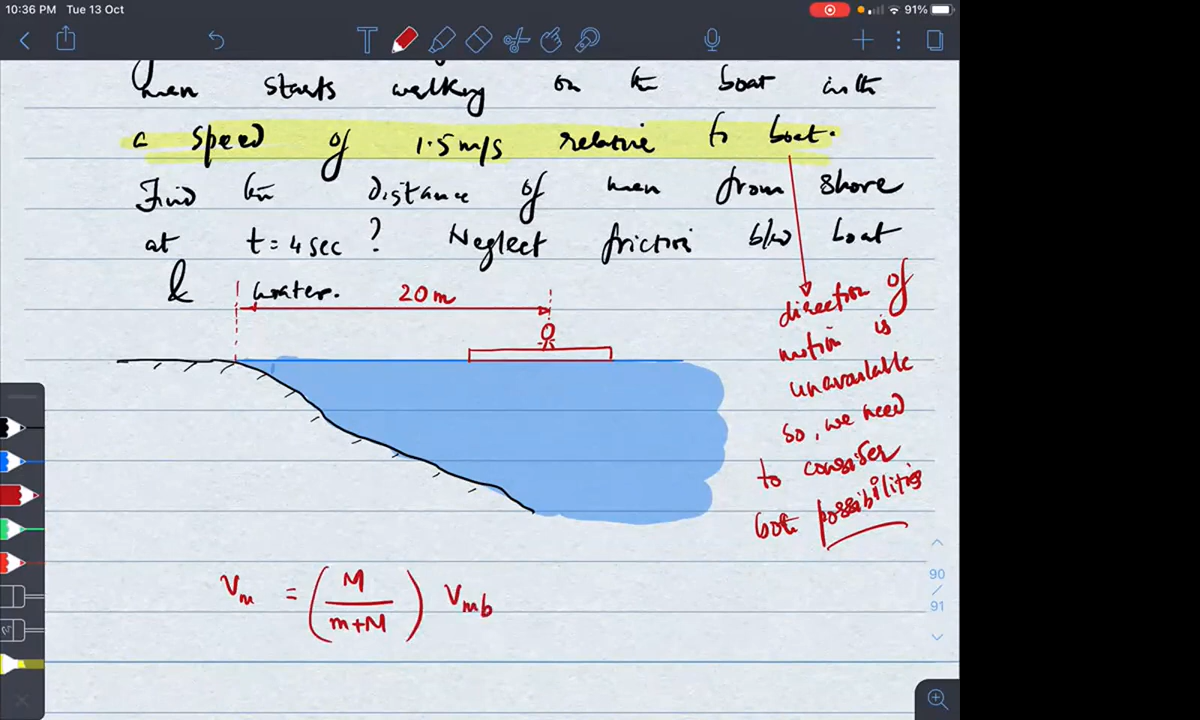 10:36 PM Tue 13 Oct
91%
man starts walking on the boat with
a speed of 1.5 m/s relative to boat.
Find the distance of man from shore
at t = 4 sec ? Neglect friction b/w boat
& water.
20 m
direction of
motion is
unavailable
so, we need
to consider
both possibilities
Vm = (M / m+M) Vmb
90
/
91